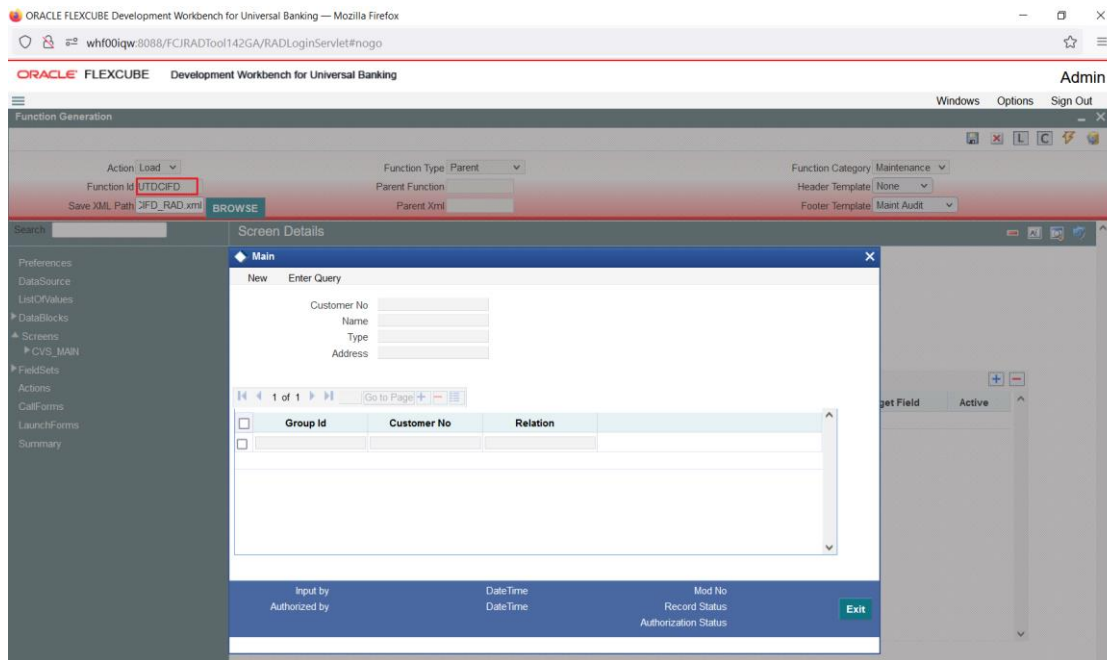 ORACLE FLEXCUBE Development Workbench for Universal Banking — Mozilla Firefox
whf00iqw:8088/FCJRADTool142GA/RADLoginServlet#nogo
ORACLE FLEXCUBE Development Workbench for Universal Banking
Admin
Windows Options Sign Out
Function Generation
L C
Action Load Function Type Parent Function Category Maintenance
Function Id UTDCIFD Parent Function Header Template None
Save XML Path CIFD_RAD.xml BROWSE Parent Xml Footer Template Maint Audit
Search Screen Details
Main
New Enter Query
Preferences
DataSource
ListOfValues
DataBlocks
Screens
CVS_MAIN
FieldSets
Actions
CallForms
LaunchForms
Summary
Customer No
Name
Type
Address
1 of 1 Go to Page
get Field Active
Group Id Customer No Relation
Input by DateTime Mod No
Authorized by DateTime Record Status
Authorization Status
Exit